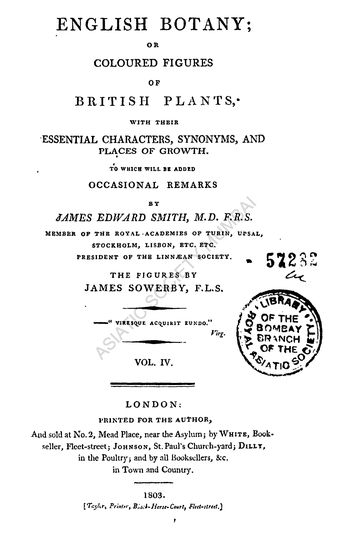 ENGLISH BOTANY;
OR
COLOURED FIGURES
OF
BRITISH PLANTS,
WITH THEIR
ESSENTIAL CHARACTERS, SYNONYMS, AND
PLACES OF GROWTH.
TO WHICH WILL BE ADDED
OCCASIONAL REMARKS
BY
JAMES EDWARD SMITH, M.D. F.R.S.
MEMBER OF THE ROYAL ACADEMIES OF TURIN, UPSAL,
STOCKHOLM, LISBON, ETC. ETC.
PRESIDENT OF THE LINNÆAN SOCIETY.
57232
THE FIGURES BY
JAMES SOWERBY, F.L.S.
—" VIRESQUE ACQUIRIT EUNDO."
Virg.
LIBRARY
OF THE
BOMBAY
BRANCH
OF THE
ROYAL ASIATIC SOCIETY
VOL. IV.
LONDON:
PRINTED FOR THE AUTHOR,
And sold at No. 2, Mead Place, near the Asylum; by WHITE, Book-
seller, Fleet-street; JOHNSON, St. Paul's Church-yard; DILLY,
in the Poultry; and by all Booksellers, &c.
in Town and Country.
1803.
[Taylor, Printer, Black-Horse-Court, Fleet-street.]
ASIATIC SOCIETY MUMBAI